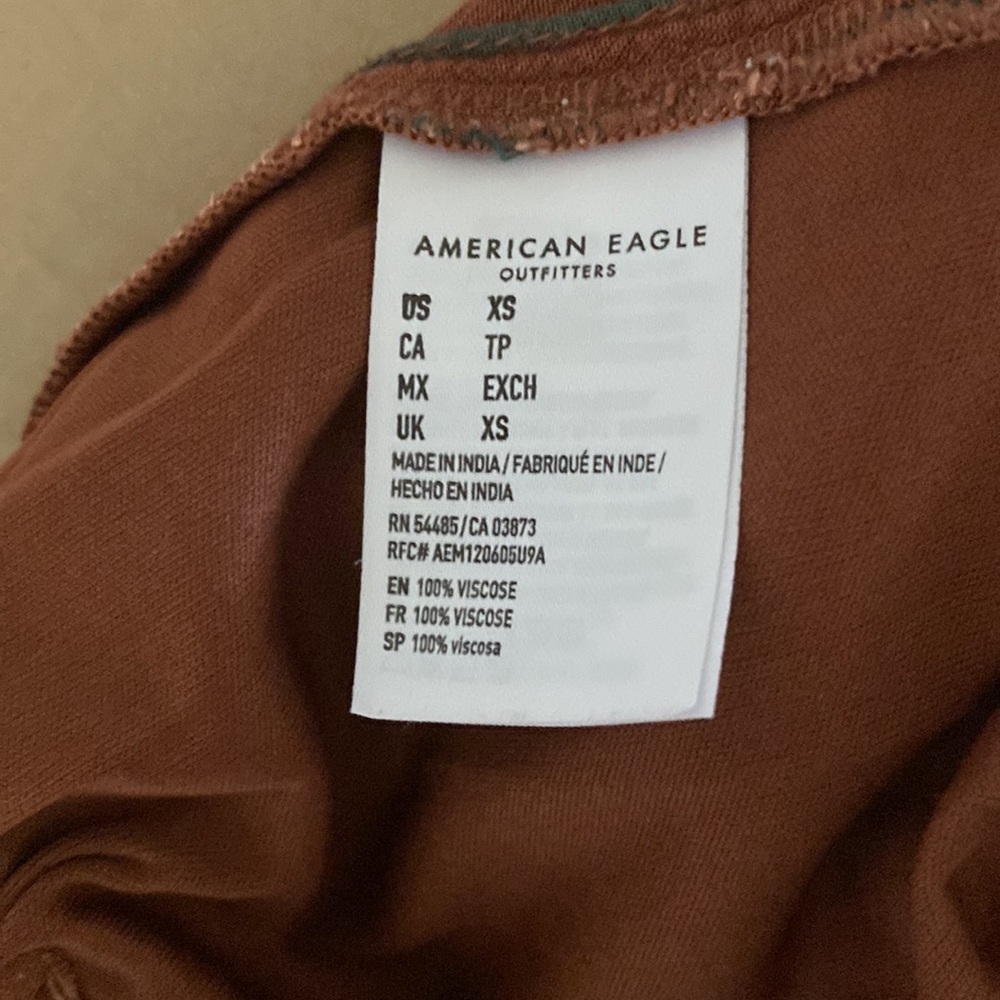 AMERICAN EAGLE
OUTFITTERS
US XS
CA TP
MX EXCH
UK XS
MADE IN INDIA / FABRIQUÉ EN INDE /
HECHO EN INDIA
RN 54485 / CA 03873
RFC# AEM120605U9A
EN 100% VISCOSE
FR 100% VISCOSE
SP 100% viscosa